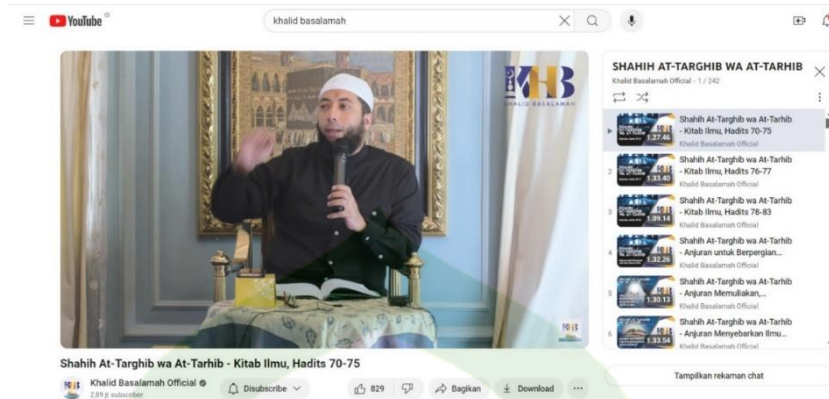 YouTube ID
khalid basalamah
KHB
KHALID BASALAMAH
SHAHIH AT-TARGHIB WA AT-TARHIB
Khalid Basalamah Official - 1 / 242
Shahih At-Targhib wa At-Tarhib
- Kitab Ilmu, Hadits 70-75
Khalid Basalamah Official
1.27.46
2
Shahih At-Targhib wa At-Tarhib
- Kitab Ilmu, Hadits 76-77
Khalid Basalamah Official
1.33.40
3
Shahih At-Targhib wa At-Tarhib
- Kitab Ilmu, Hadits 78-83
Khalid Basalamah Official
1.09.14
4
Shahih At-Targhib wa At-Tarhib
- Anjuran untuk Berpergian...
Khalid Basalamah Official
1.32.26
5
Shahih At-Targhib wa At-Tarhib
- Anjuran Memuliakan,...
Khalid Basalamah Official
1.30.13
6
Shahih At-Targhib wa At-Tarhib
- Anjuran Menyebarkan Ilmu...
Khalid Basalamah Official
1.33.54
Shahih At-Targhib wa At-Tarhib - Kitab Ilmu, Hadits 70-75
Khalid Basalamah Official
2,89 jt subscriber
Disubscribe
829
Bagikan
Download
Tampilkan rekaman chat